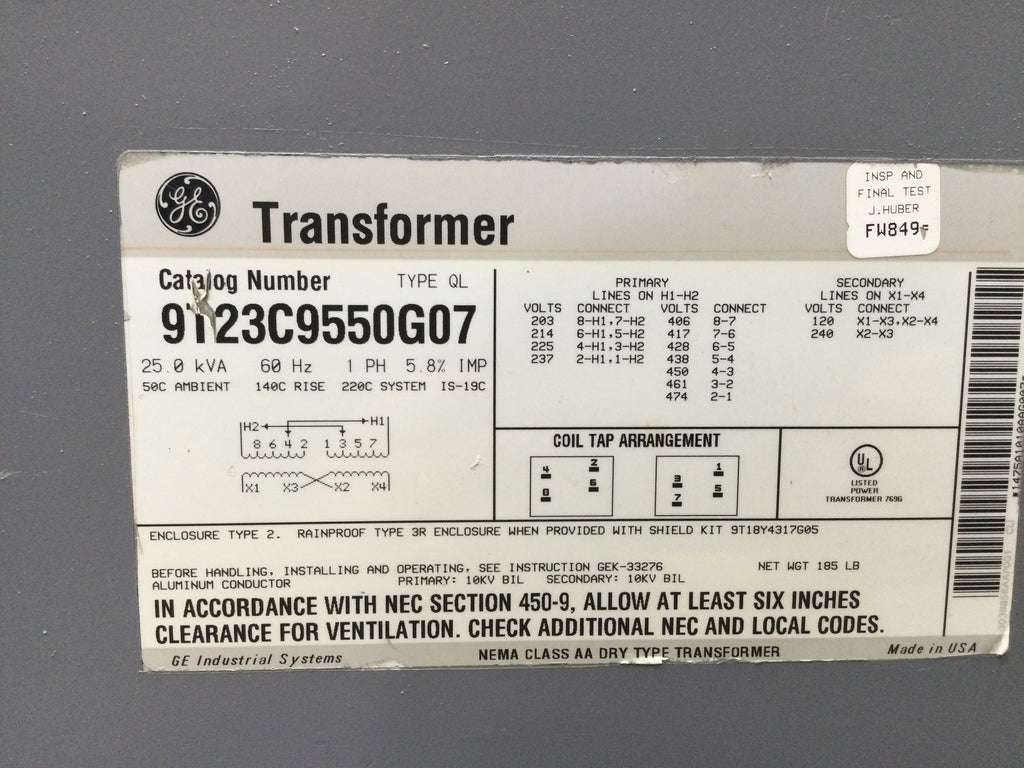 GE
Transformer
INSP AND
FINAL TEST
J.HUBER
FW849
Catalog Number TYPE QL
9T23C9550G07
25.0 kVA 60 Hz 1 PH 5.8% IMP
50C AMBIENT 140C RISE 220C SYSTEM IS-19C
H2 H1
8 6 4 2 1 3 5 7
X1 X3 X2 X4
PRIMARY
LINES ON H1-H2
VOLTS CONNECT VOLTS CONNECT
203 8-H1,7-H2 406 8-7
214 6-H1,5-H2 417 7-6
225 4-H1,3-H2 428 6-5
237 2-H1,1-H2 438 5-4
450 4-3
461 3-2
474 2-1
SECONDARY
LINES ON X1-X4
VOLTS CONNECT
120 X1-X3,X2-X4
240 X2-X3
COIL TAP ARRANGEMENT
4 2
8 6
3 1
7 5
UL
LISTED
POWER
TRANSFORMER 769G
ENCLOSURE TYPE 2. RAINPROOF TYPE 3R ENCLOSURE WHEN PROVIDED WITH SHIELD KIT 9T18Y4317G05
BEFORE HANDLING, INSTALLING AND OPERATING, SEE INSTRUCTION GEK-33276 NET WGT 185 LB
ALUMINUM CONDUCTOR PRIMARY: 10KV BIL SECONDARY: 10KV BIL
IN ACCORDANCE WITH NEC SECTION 450-9, ALLOW AT LEAST SIX INCHES
CLEARANCE FOR VENTILATION. CHECK ADDITIONAL NEC AND LOCAL CODES.
GE Industrial Systems NEMA CLASS AA DRY TYPE TRANSFORMER Made in USA